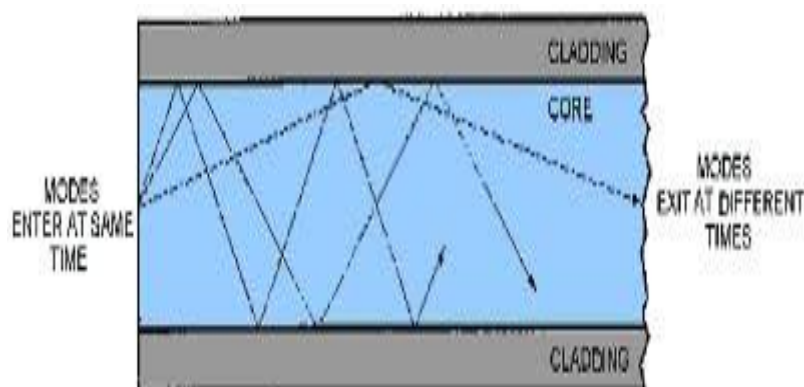 CLADDING
CORE
MODES
ENTER AT SAME
TIME
MODES
EXIT AT DIFFERENT
TIMES
CLADDING